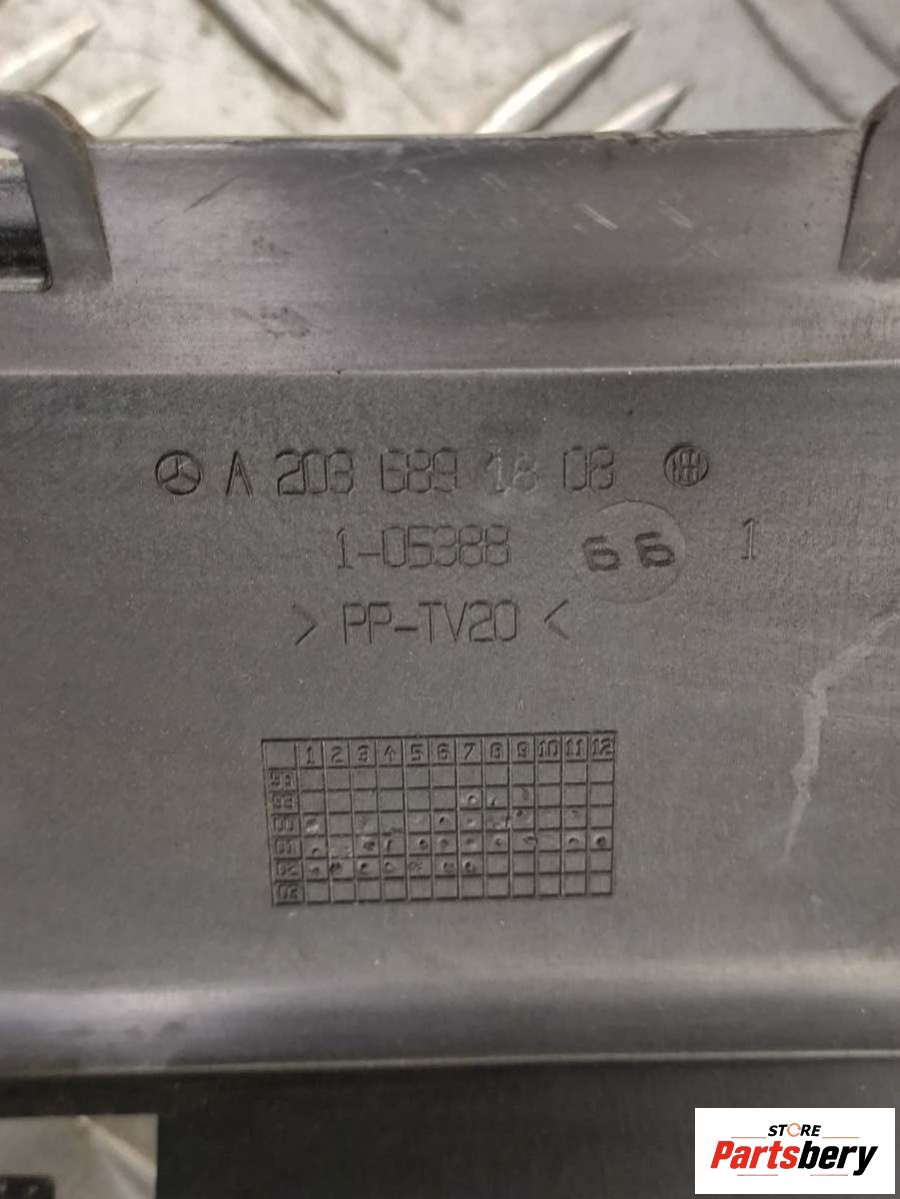 A 203 689 18 03
1-05388 66 1
> PP-TV20 <
1 2 3 4 5 6 7 8 9 10 11 12
STORE
Partsbery